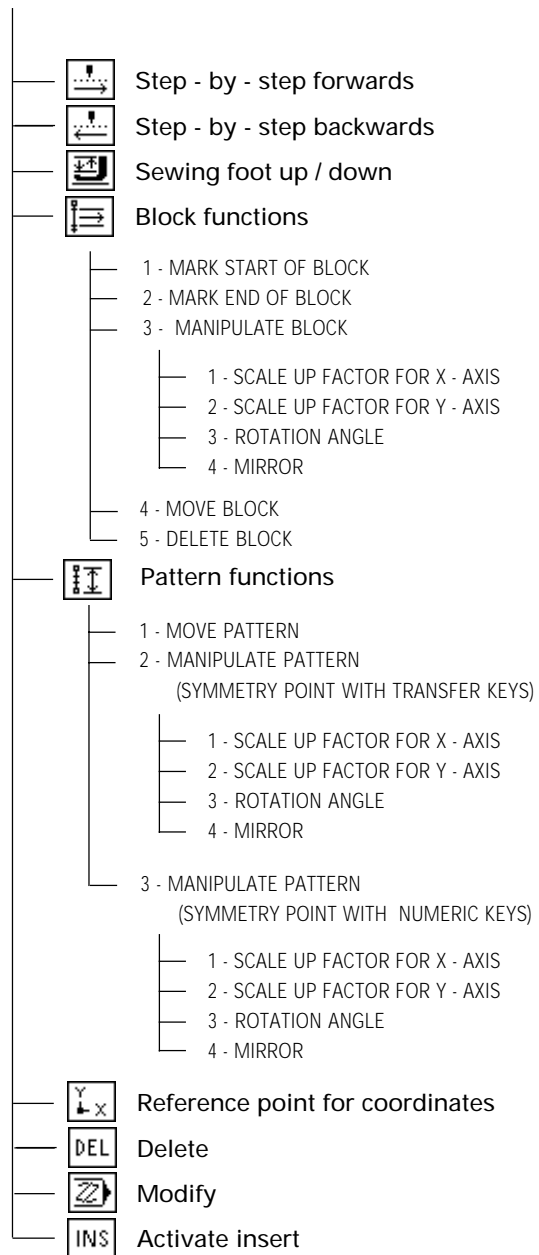 Step - by - step forwards
Step - by - step backwards
Sewing foot up / down
Block functions
1 - MARK START OF BLOCK
2 - MARK END OF BLOCK
3 - MANIPULATE BLOCK
1 - SCALE UP FACTOR FOR X - AXIS
2 - SCALE UP FACTOR FOR Y - AXIS
3 - ROTATION ANGLE
4 - MIRROR
4 - MOVE BLOCK
5 - DELETE BLOCK
Pattern functions
1 - MOVE PATTERN
2 - MANIPULATE PATTERN
(SYMMETRY POINT WITH TRANSFER KEYS)
1 - SCALE UP FACTOR FOR X - AXIS
2 - SCALE UP FACTOR FOR Y - AXIS
3 - ROTATION ANGLE
4 - MIRROR
3 - MANIPULATE PATTERN
(SYMMETRY POINT WITH NUMERIC KEYS)
1 - SCALE UP FACTOR FOR X - AXIS
2 - SCALE UP FACTOR FOR Y - AXIS
3 - ROTATION ANGLE
4 - MIRROR
Y X Reference point for coordinates
DEL Delete
Modify
INS Activate insert